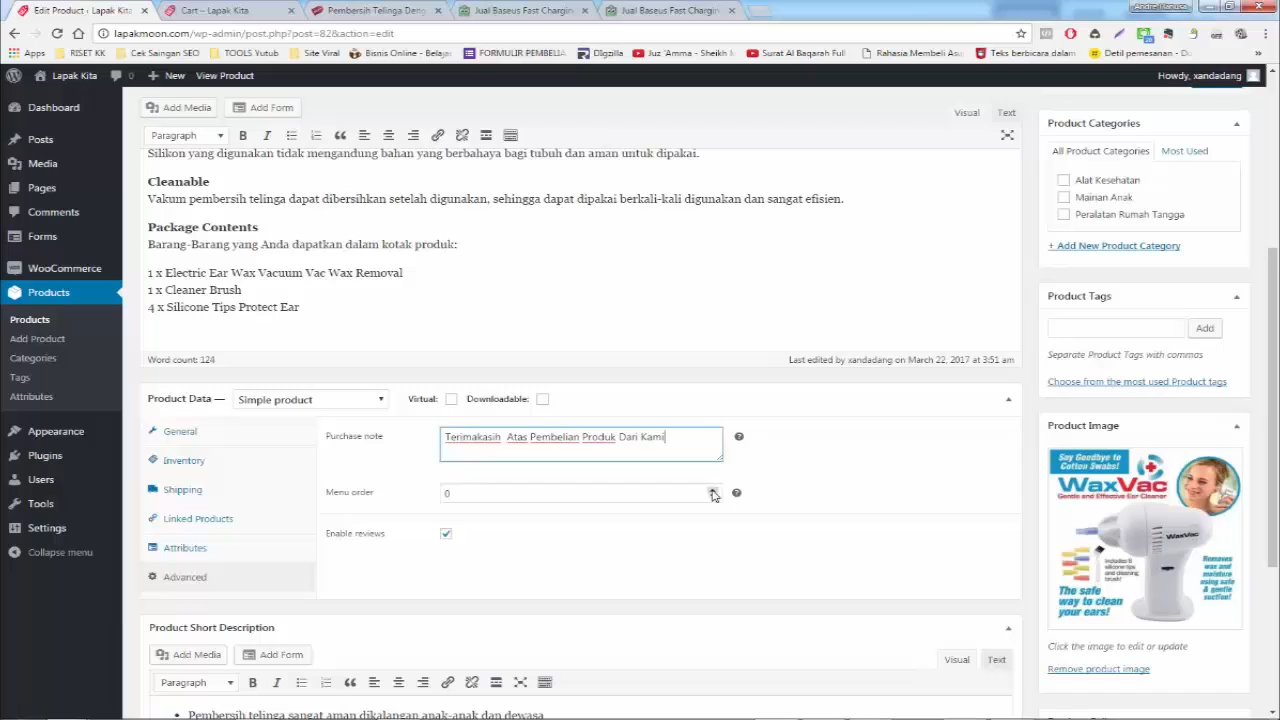 Edit Product ‹ Lapak Kita
Cart – Lapak Kita
Pembersih Telinga Deng
Jual Baseus Fast Chargin
Jual Baseus Fast Chargin
lapakmoon.com/wp-admin/post.php?post=82&action=edit
Apps
RISET KK
Cek Saingan SEO
TOOLS Yutub
Site Viral
Bisnis Online - Belaja
FORMULIR PEMBELIA
DIgzilla
Juz 'Amma - Sheikh M
Surat Al Baqarah Full
Rahasia Membeli Asu
Teks berbicara dalam
Detil pemesanan - Do
Lapak Kita
0
New
View Product
Howdy, xandadang
Dashboard
Posts
Media
Pages
Comments
Forms
WooCommerce
Products
Products
Add Product
Categories
Tags
Attributes
Appearance
Plugins
Users
Tools
Settings
Collapse menu
Add Media
Add Form
Visual
Text
Paragraph
Silikon yang digunakan tidak mengandung bahan yang berbahaya bagi tubuh dan aman untuk dipakai.
Cleanable
Vakum pembersih telinga dapat dibersihkan setelah digunakan, sehingga dapat dipakai berkali-kali digunakan dan sangat efisien.
Package Contents
Barang-Barang yang Anda dapatkan dalam kotak produk:
1 x Electric Ear Wax Vacuum Vac Wax Removal
1 x Cleaner Brush
4 x Silicone Tips Protect Ear
Word count: 124
Last edited by xandadang on March 22, 2017 at 3:51 am
Product Data —
Simple product
Virtual:
Downloadable:
General
Inventory
Shipping
Linked Products
Attributes
Advanced
Purchase note
Terimakasih  Atas Pembelian Produk Dari Kami
Menu order
0
Enable reviews
Product Short Description
Add Media
Add Form
Visual
Text
Paragraph
Pembersih telinga sangat aman dikalangan anak-anak dan dewasa
Product Categories
All Product Categories
Most Used
Alat Kesehatan
Mainan Anak
Peralatan Rumah Tangga
+ Add New Product Category
Product Tags
Add
Separate Product Tags with commas
Choose from the most used Product tags
Product Image
Say Goodbye to
Cotton Swabs!
WaxVac
Gentle and Effective Ear Cleaner
WaxVac
silicone tips
and cleaning
brush!
The safe
way to clean
your ears!
Removes
wax and
moisture
using safe
& gentle
suction!
Click the image to edit or update
Remove product image